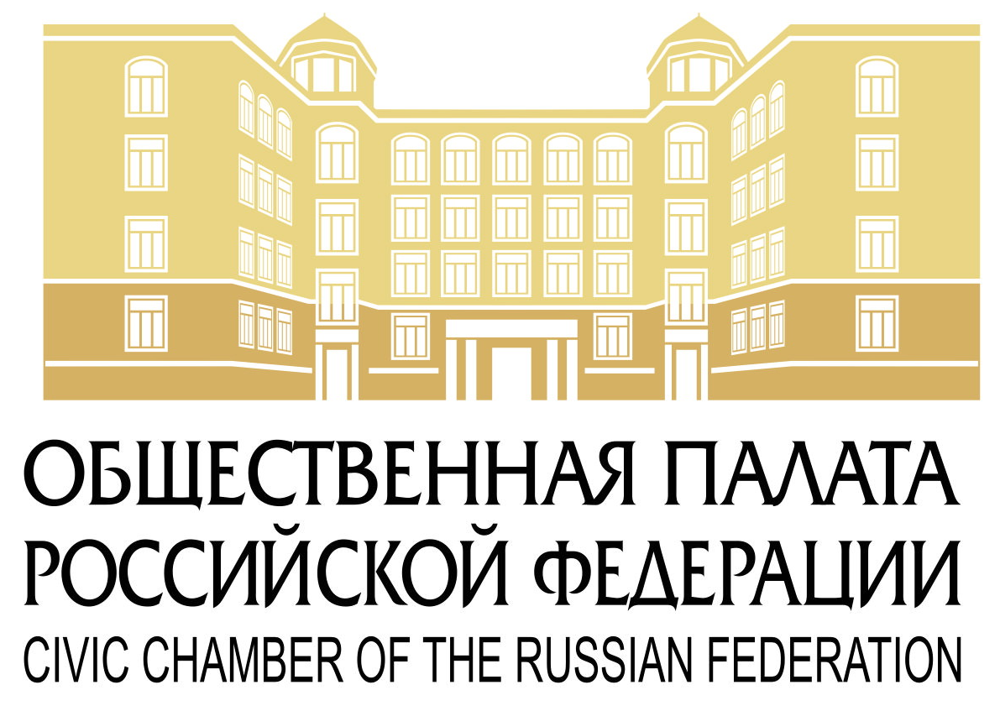 ОБЩЕСТВЕННАЯ ПАЛАТА
РОССИЙСКОЙ ФЕДЕРАЦИИ
CIVIC CHAMBER OF THE RUSSIAN FEDERATION